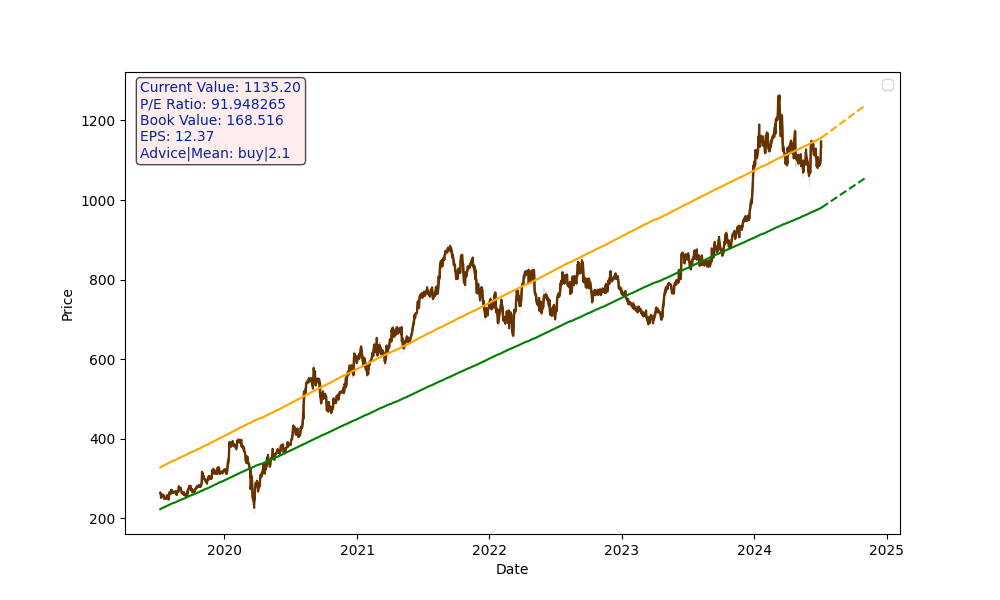 Current Value: 1135.20
P/E Ratio: 91.948265
Book Value: 168.516
EPS: 12.37
Advice|Mean: buy|2.1
1200
1000
800
600
400
200
Price
2020 2021 2022 2023 2024 2025
Date